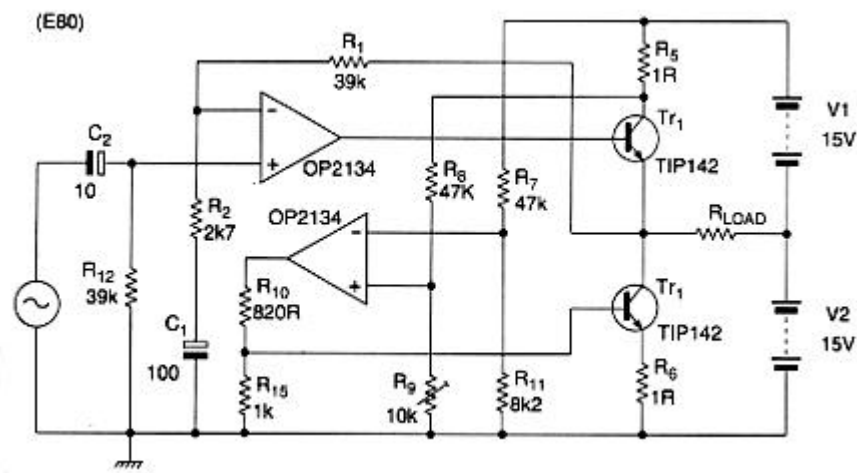 (E60)
R1
39k
R5
1R
V1
15V
C2
10
OP2134
Tr1
TIP142
R8
47K
R7
47k
R2
2k7
OP2134
RLOAD
R12
39k
R10
820R
Tr1
TIP142
V2
15V
C1
100
R15
1k
R9
10k
R11
8k2
R6
1R